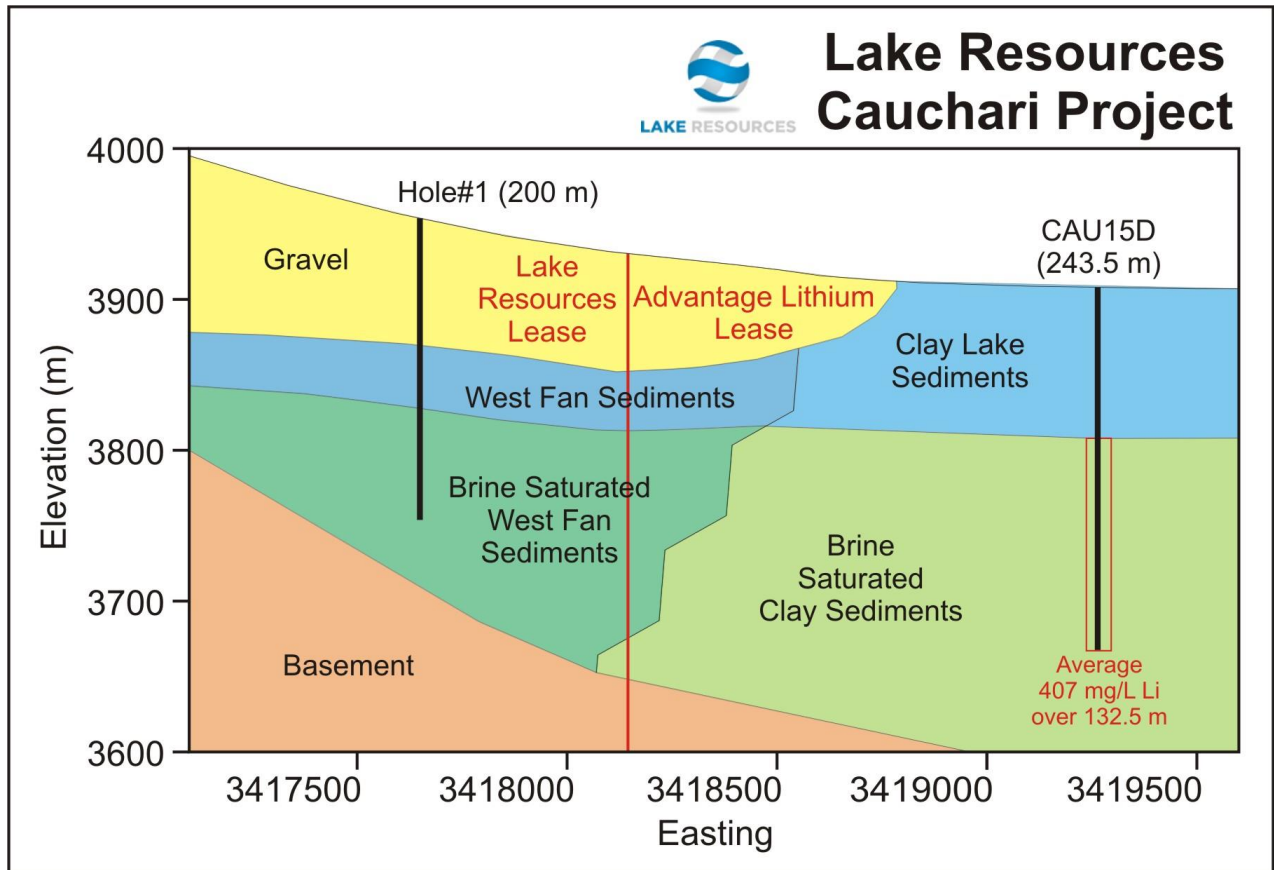 Lake Resources
Cauchari Project
LAKE RESOURCES
4000
3900
3800
3700
3600
Elevation (m)
Hole#1 (200 m)
CAU15D
(243.5 m)
Gravel
Lake
Resources
Lease
Advantage Lithium
Lease
Clay Lake
Sediments
West Fan Sediments
Brine Saturated
West Fan
Sediments
Brine
Saturated
Clay Sediments
Basement
Average
407 mg/L Li
over 132.5 m
3417500
3418000
3418500
3419000
3419500
Easting